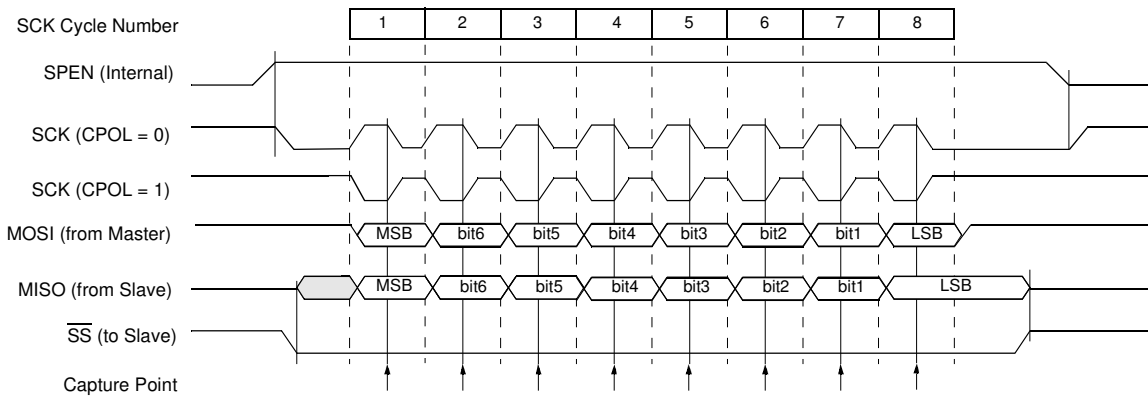 SCK Cycle Number 1 2 3 4 5 6 7 8
SPEN (Internal)
SCK (CPOL = 0)
SCK (CPOL = 1)
MOSI (from Master) MSB bit6 bit5 bit4 bit3 bit2 bit1 LSB
MISO (from Slave) MSB bit6 bit5 bit4 bit3 bit2 bit1 LSB
SS (to Slave)
Capture Point